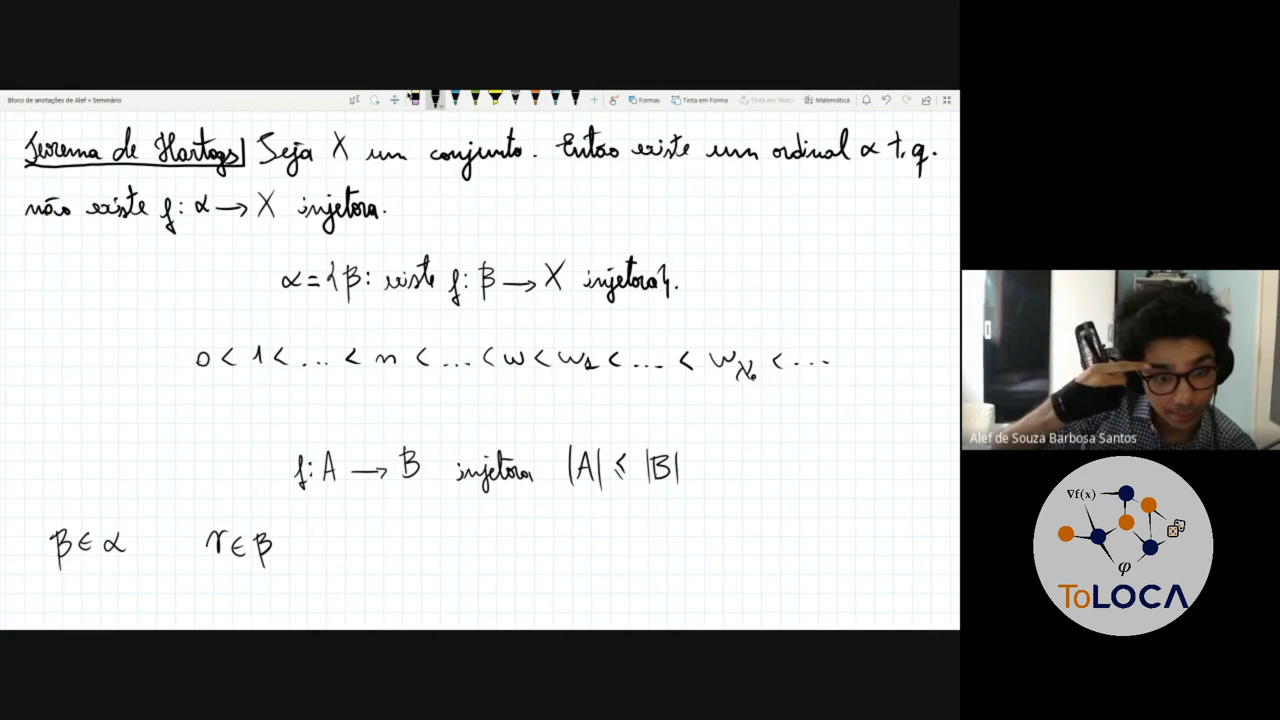 Bloco de anotações de Alef » Seminário
Formas
Tinta em Forma
Tinta em Texto
Matemática
Teorema de Hartogs| Seja X um conjunto. Então existe um ordinal α t.q.
não existe f: α → X injetora.
α = {β: existe f: β → X injetora}.
0 < 1 < ... < n < ... < ω < ω₁ < ... < ω_ℵ₀ < ...
f: A → B injetora |A| ≤ |B|
β ∈ α γ ∈ β
Alef de Souza Barbosa Santos
∇f(x)
φ
ToLOCA